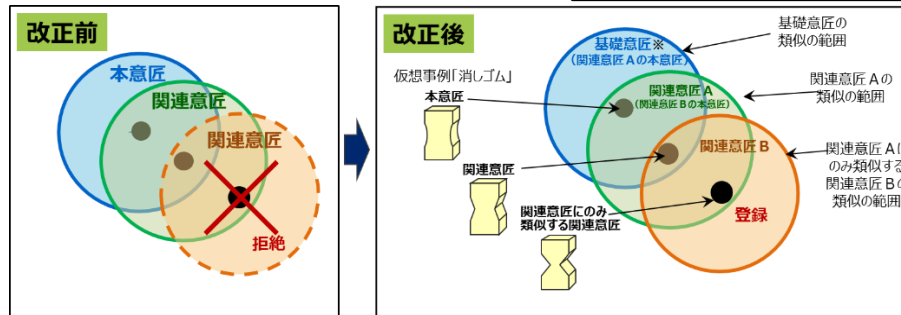 改正前
本意匠
関連意匠
関連意匠
拒絶
改正後
基礎意匠※
(関連意匠Aの本意匠)
仮想事例「消しゴム」
本意匠
関連意匠A
(関連意匠Bの本意匠)
関連意匠
関連意匠B
関連意匠にのみ
類似する関連意匠
登録
基礎意匠の
類似の範囲
関連意匠Aの
類似の範囲
関連意匠Aに
のみ類似する
関連意匠Bの
類似の範囲